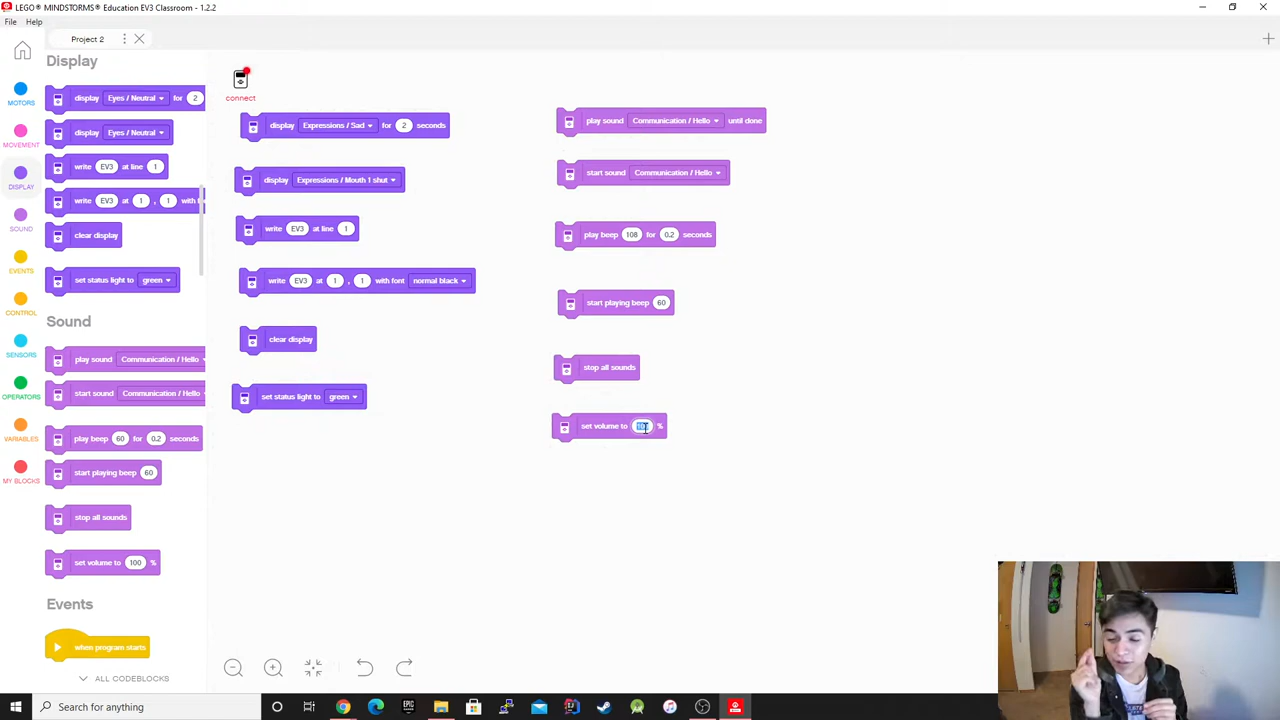 LEGO® MINDSTORMS® Education EV3 Classroom - 1.2.2
File Help
Project 2
MOTORS
MOVEMENT
DISPLAY
SOUND
EVENTS
CONTROL
SENSORS
OPERATORS
VARIABLES
MY BLOCKS
Display
display Eyes / Neutral for 2
display Eyes / Neutral
write EV3 at line 1
write EV3 at 1 , 1 with
clear display
set status light to green
Sound
play sound Communication / Hello
start sound Communication / Hello
play beep 60 for 0.2 seconds
start playing beep 60
stop all sounds
set volume to 100 %
Events
when program starts
ALL CODEBLOCKS
connect
display Expressions / Sad for 2 seconds
display Expressions / Mouth 1 shut
write EV3 at line 1
write EV3 at 1 , 1 with font normal black
clear display
set status light to green
play sound Communication / Hello until done
start sound Communication / Hello
play beep 108 for 0.2 seconds
start playing beep 60
stop all sounds
set volume to %
Search for anything
EPIC